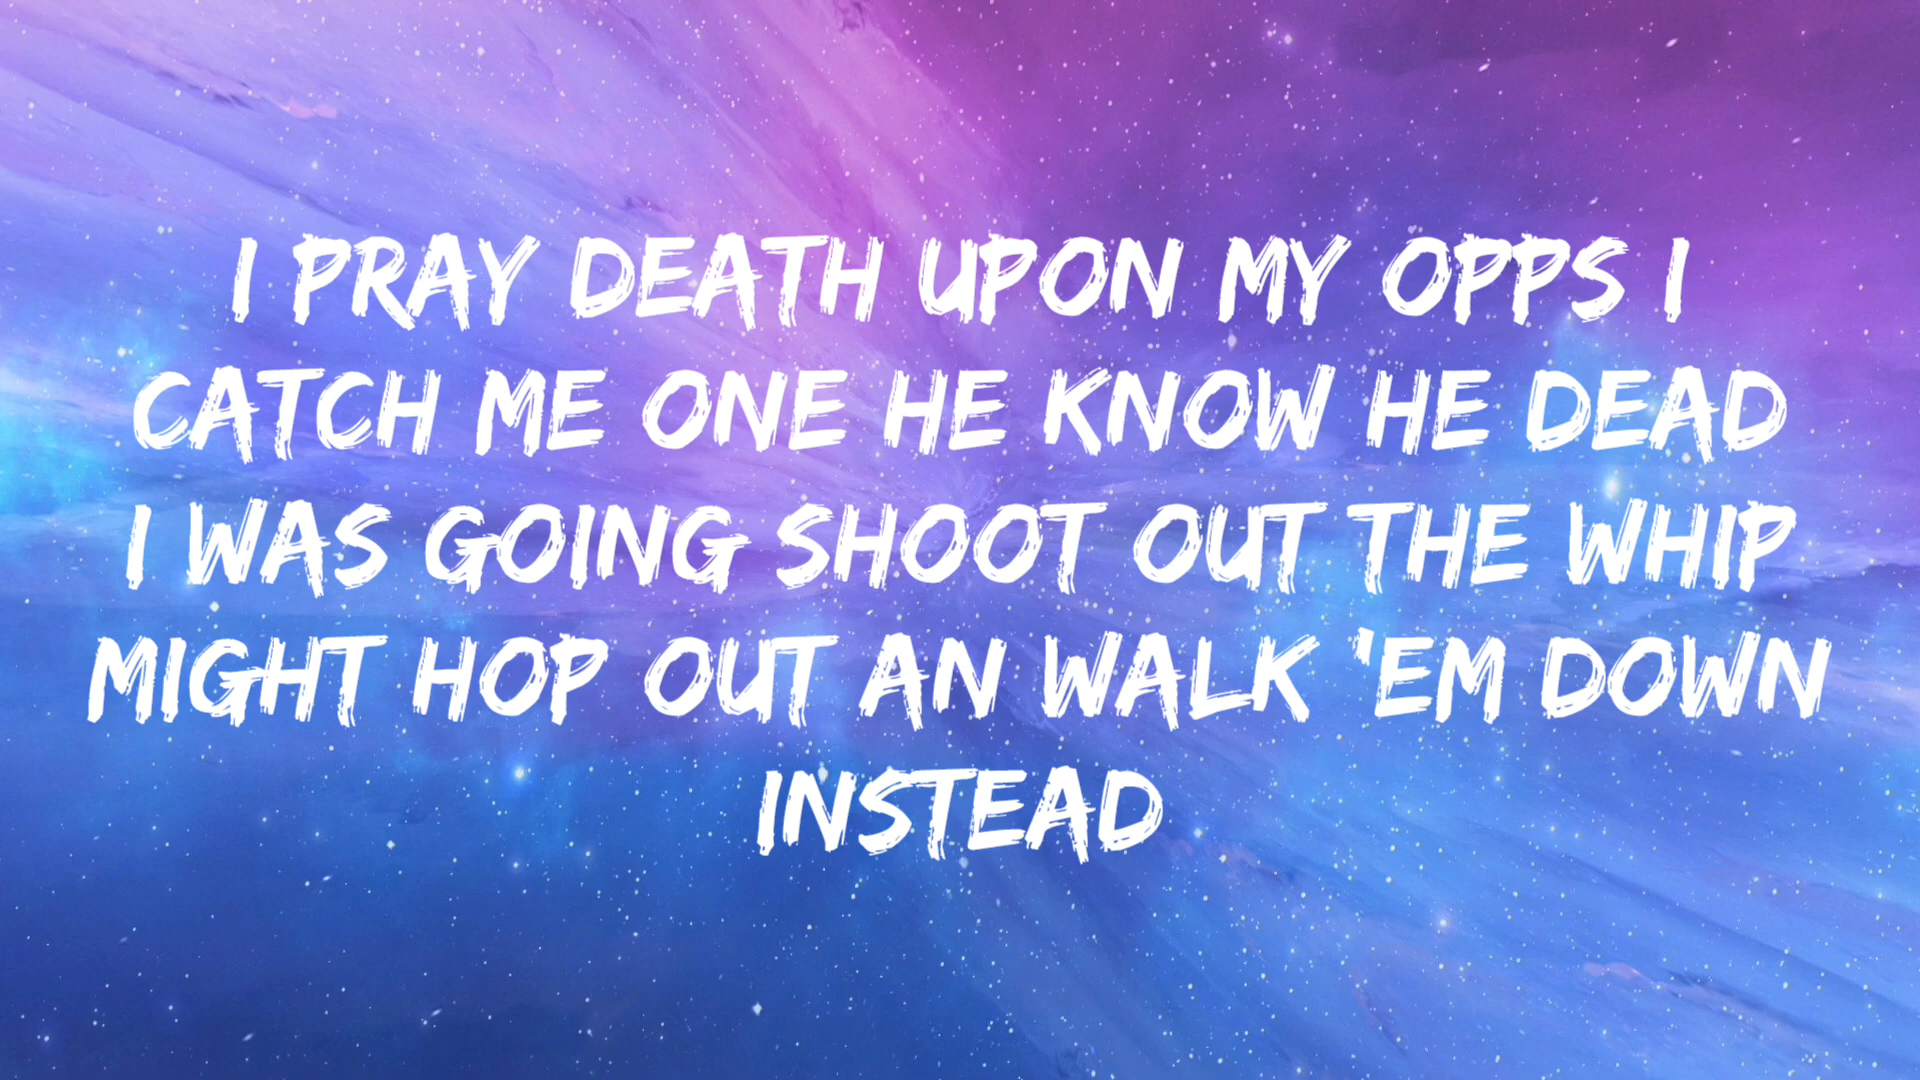 I PRAY DEATH UPON MY OPPS I
CATCH ME ONE HE KNOW HE DEAD
I WAS GOING SHOOT OUT THE WHIP
MIGHT HOP OUT AN WALK 'EM DOWN
INSTEAD